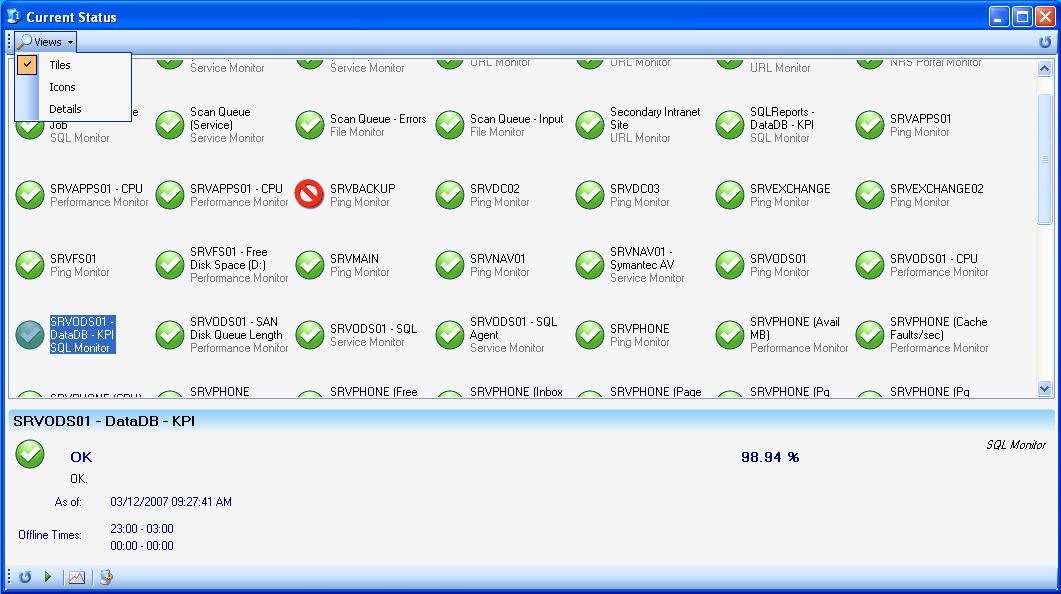 Current Status
Views
Tiles
Icons
Details
Service Monitor
Service Monitor
URL Monitor
URL Monitor
URL Monitor
NRS Portal Monitor
e
Job
SQL Monitor
Scan Queue
(Service)
Service Monitor
Scan Queue - Errors
File Monitor
Scan Queue - Input
File Monitor
Secondary Intranet
Site
URL Monitor
SQLReports -
DataDB - KPI
SQL Monitor
SRVAPPS01
Ping Monitor
SRVAPPS01 - CPU
Performance Monitor
SRVAPPS01 - CPU
Performance Monitor
SRVBACKUP
Ping Monitor
SRVDC02
Ping Monitor
SRVDC03
Ping Monitor
SRVEXCHANGE
Ping Monitor
SRVEXCHANGE02
Ping Monitor
SRVFS01
Ping Monitor
SRVFS01 - Free
Disk Space (D:)
Performance Monitor
SRVMAIN
Ping Monitor
SRVNAV01
Ping Monitor
SRVNAV01 -
Symantec AV
Service Monitor
SRVODS01
Ping Monitor
SRVODS01 - CPU
Performance Monitor
SRVODS01 -
DataDB - KPI
SQL Monitor
SRVODS01 - SAN
Disk Queue Length
Performance Monitor
SRVODS01 - SQL
Service Monitor
SRVODS01 - SQL
Agent
Service Monitor
SRVPHONE
Ping Monitor
SRVPHONE (Avail
MB)
Performance Monitor
SRVPHONE (Cache
Faults/sec)
Performance Monitor
SRVPHONE (CPU)
SRVPHONE
SRVPHONE (Free
SRVPHONE (Inbox
SRVPHONE (Page
SRVPHONE (Pg
SRVPHONE (Pg
SRVODS01 - DataDB - KPI
OK
98.94 %
SQL Monitor
OK.
As of: 03/12/2007 09:27:41 AM
Offline Times: 23:00 - 03:00
00:00 - 00:00